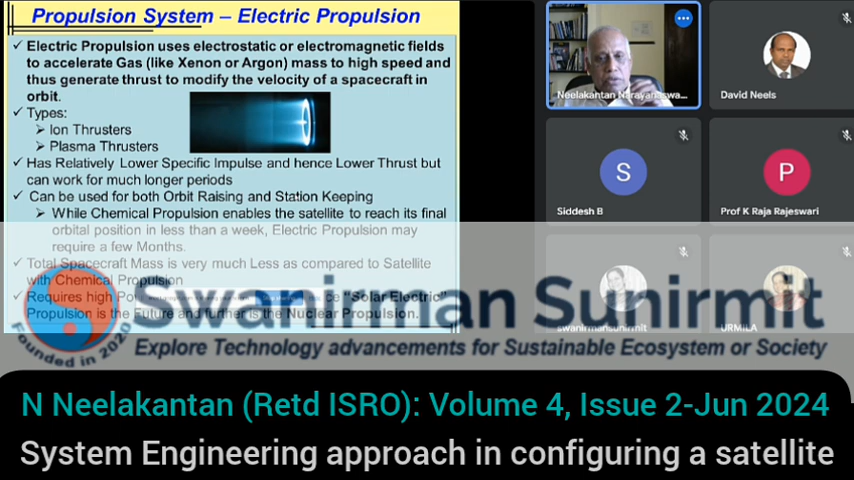 Propulsion System – Electric Propulsion
✓ Electric Propulsion uses electrostatic or electromagnetic fields
to accelerate Gas (like Xenon or Argon) mass to high speed and
thus generate thrust to modify the velocity of a spacecraft in
orbit.
✓ Types:
➢ Ion Thrusters
➢ Plasma Thrusters
✓ Has Relatively Lower Specific Impulse and hence Lower Thrust but
can work for much longer periods
✓ Can be used for both Orbit Raising and Station Keeping
➢ While Chemical Propulsion enables the satellite to reach its final
orbital position in less than a week, Electric Propulsion may
require a few Months.
✓ Total Spacecraft Mass is very much Less as compared to Satellite
with Chemical Propulsion
✓ Requires high "Solar Electric"
Propulsion is the Future and further is the Nuclear Propulsion.
Neelakantan Narayanaswa...
David Neels
S
Siddesh B
P
Prof K Raja Rajeswari
swanirmansunirmit
URMILA
Swanirman Sunirmit
Founded in 2020
Explore Technology advancements for Sustainable Ecosystem or Society
N Neelakantan (Retd ISRO): Volume 4, Issue 2-Jun 2024
System Engineering approach in configuring a satellite